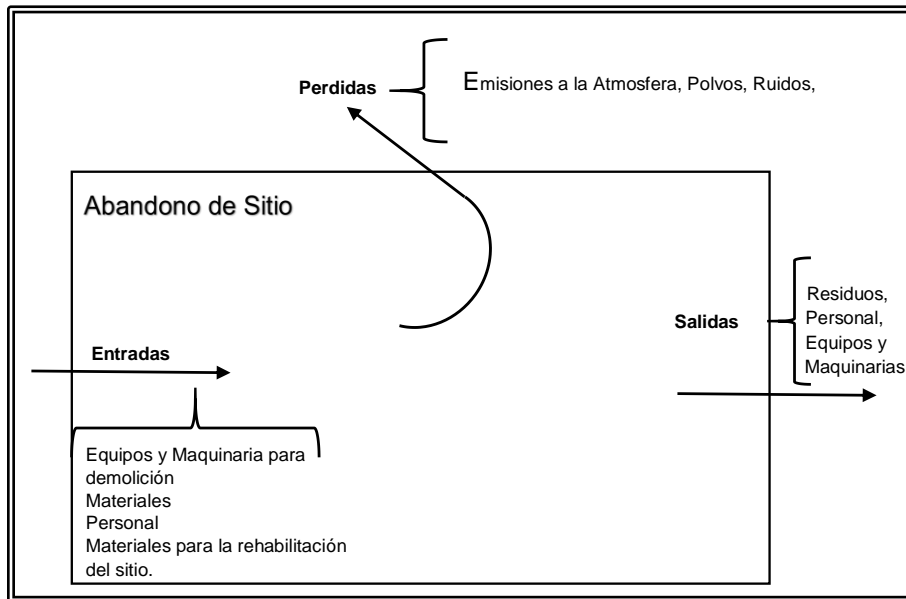 Perdidas
Emisiones a la Atmosfera, Polvos, Ruidos,
Abandono de Sitio
Entradas
Equipos y Maquinaria para
demolición
Materiales
Personal
Materiales para la rehabilitación
del sitio.
Salidas
Residuos,
Personal,
Equipos y
Maquinarias